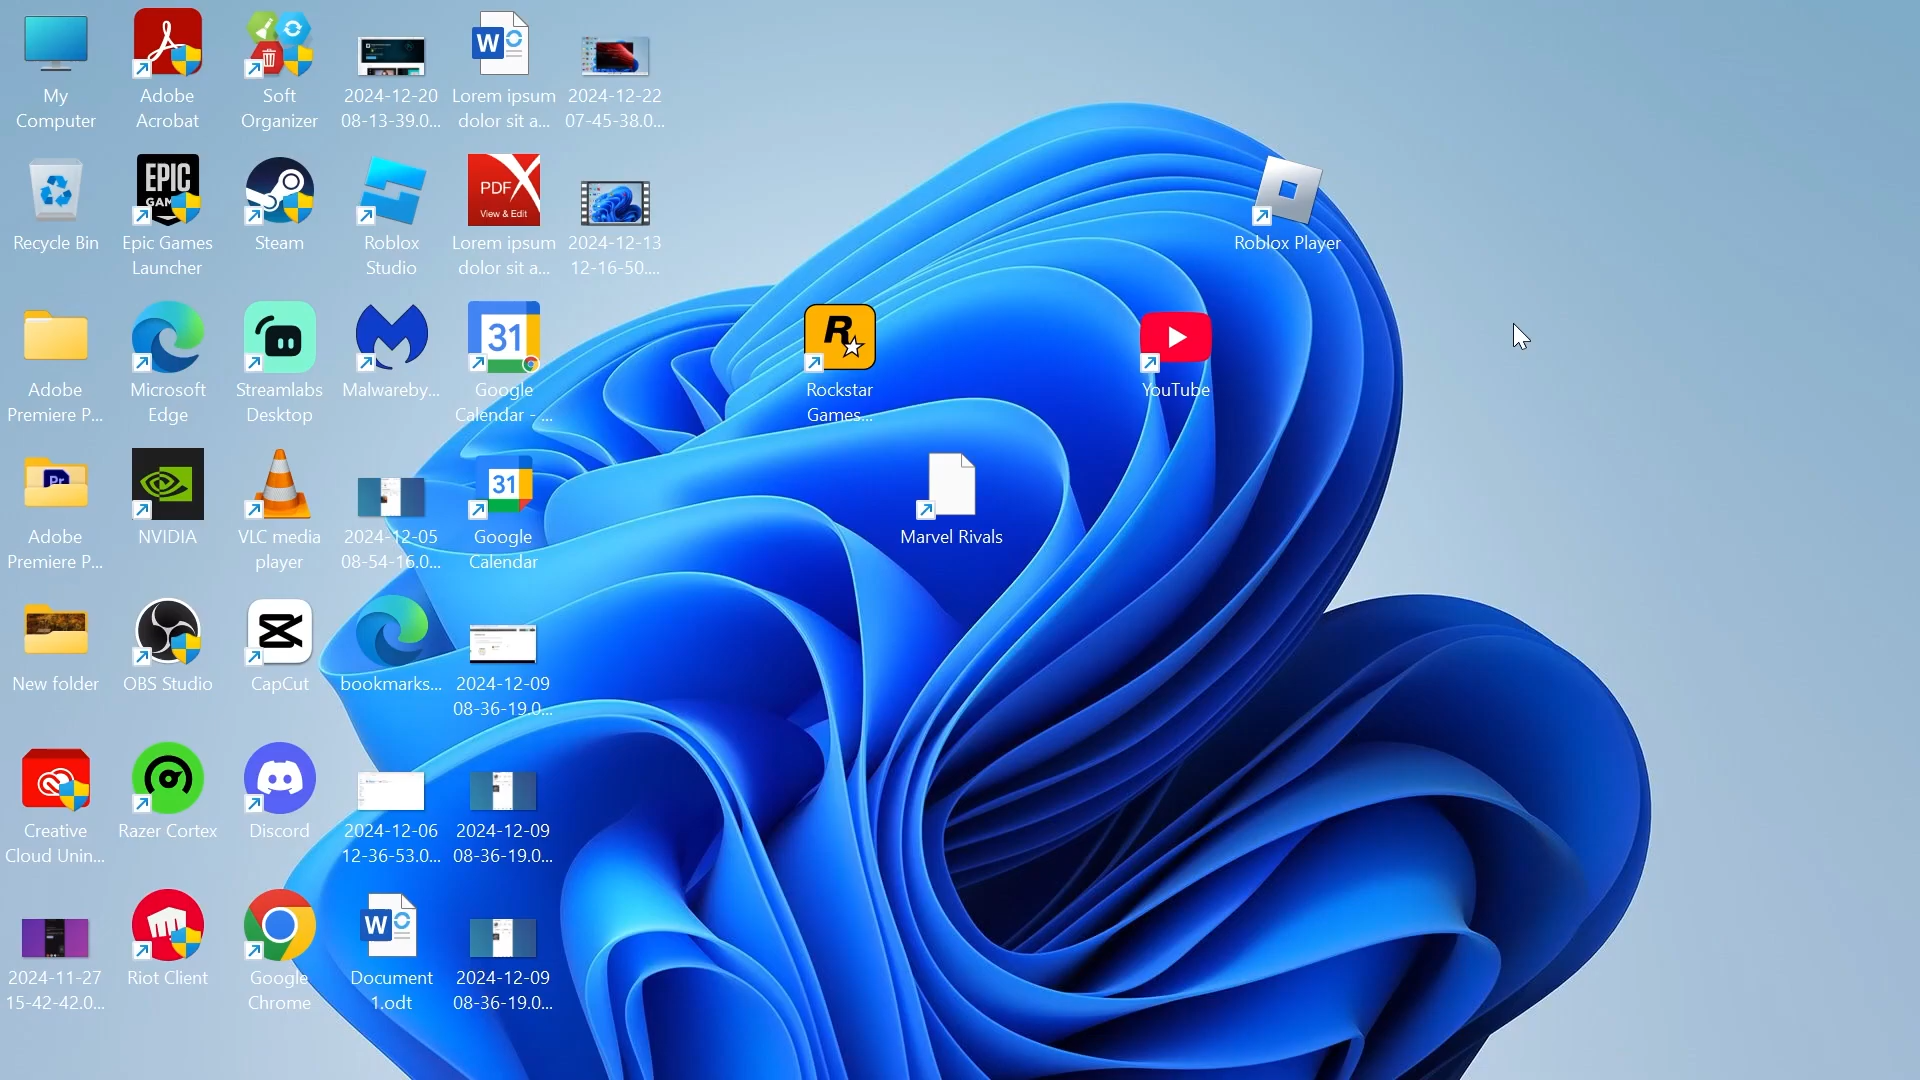 My
Computer
Adobe
Acrobat
Soft
Organizer
2024-12-20
08-13-39.0...
Lorem ipsum
dolor sit a...
2024-12-22
07-45-38.0...
Recycle Bin
EPIC
Epic Games
Launcher
Steam
Roblox
Studio
PDF
View & Edit
Lorem ipsum
dolor sit a...
2024-12-13
12-16-50....
Roblox Player
Adobe
Premiere P...
Microsoft
Edge
Streamlabs
Desktop
Malwareby...
31
Google
Calendar - ...
R
Rockstar
Games...
YouTube
Pr
Adobe
Premiere P...
NVIDIA
VLC media
player
2024-12-05
08-54-16.0...
31
Google
Calendar
Marvel Rivals
New folder
OBS Studio
CapCut
bookmarks...
2024-12-09
08-36-19.0...
Creative
Cloud Unin...
Razer Cortex
Discord
2024-12-06
12-36-53.0...
2024-12-09
08-36-19.0...
2024-11-27
15-42-42.0...
Riot Client
Google
Chrome
W
Document
1.odt
2024-12-09
08-36-19.0...